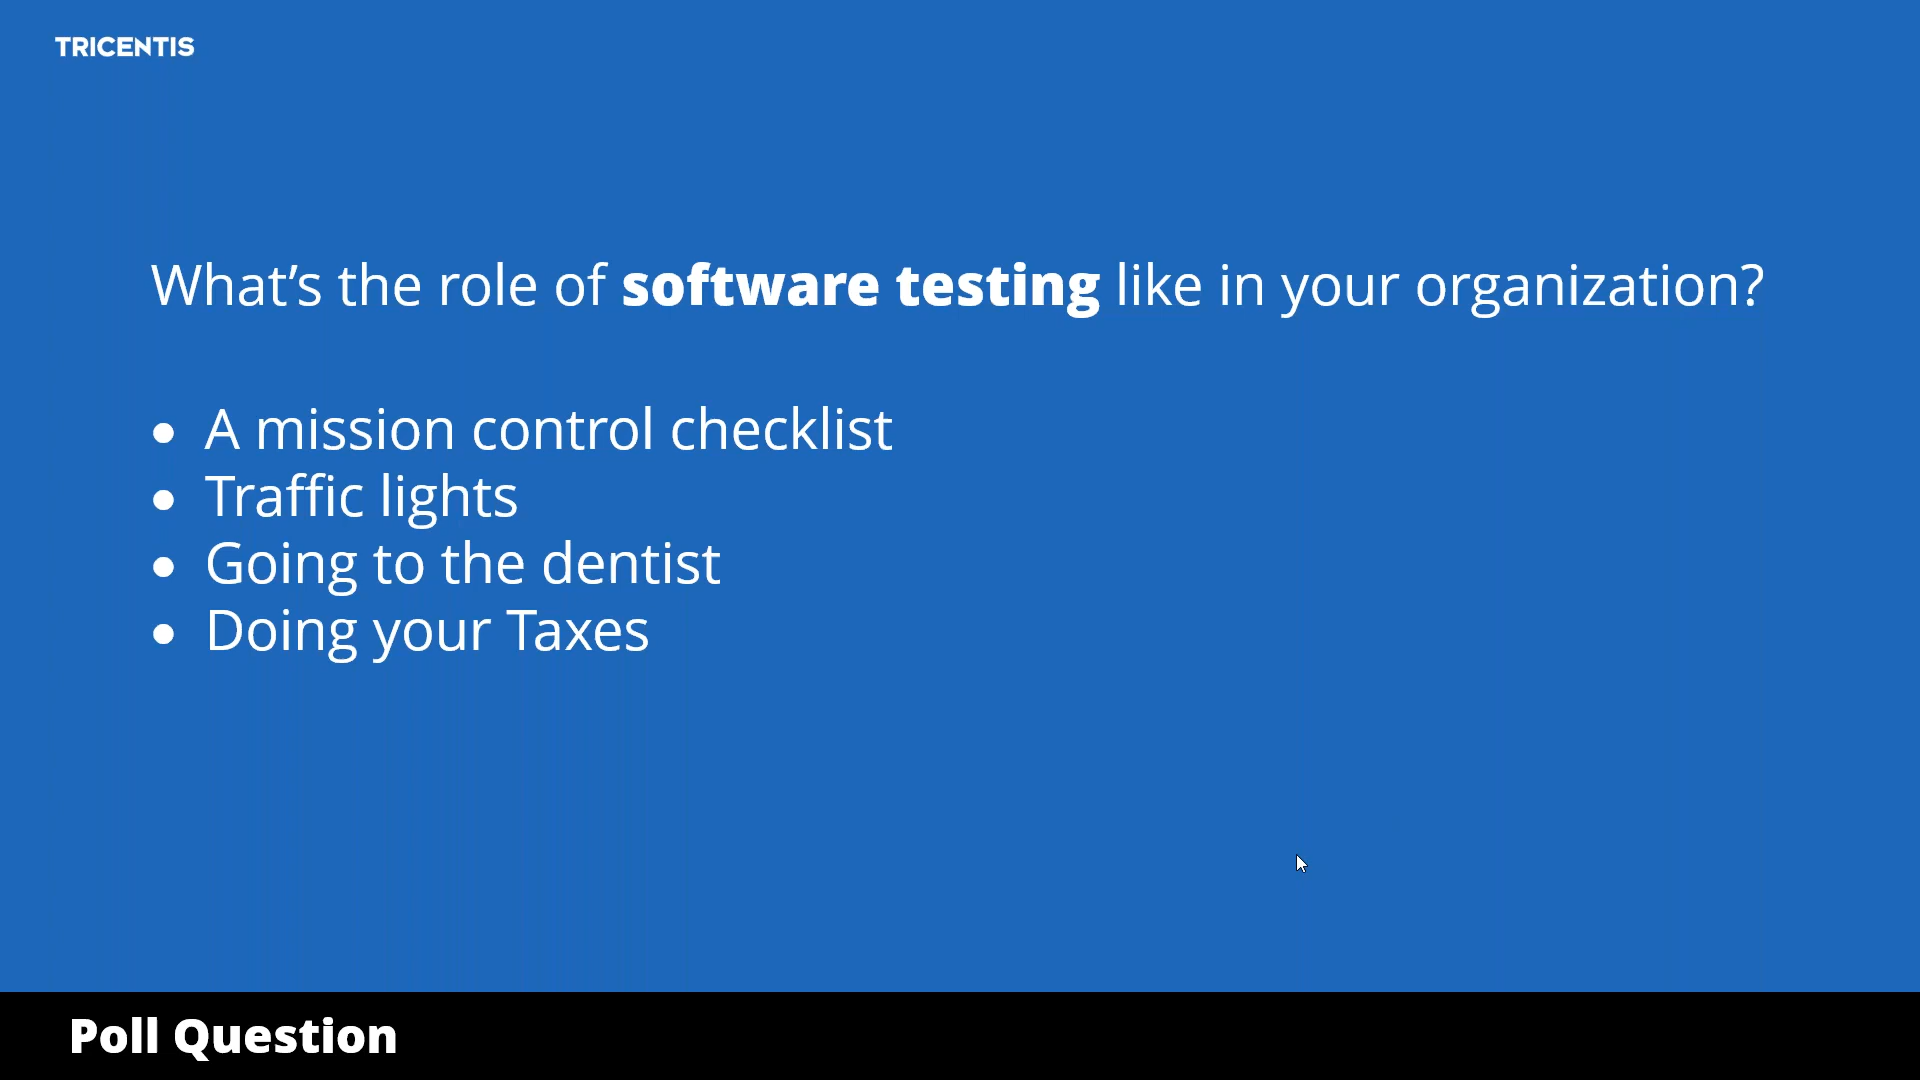 TRICENTIS
What’s the role of software testing like in your organization?
• A mission control checklist
• Traffic lights
• Going to the dentist
• Doing your Taxes
Poll Question